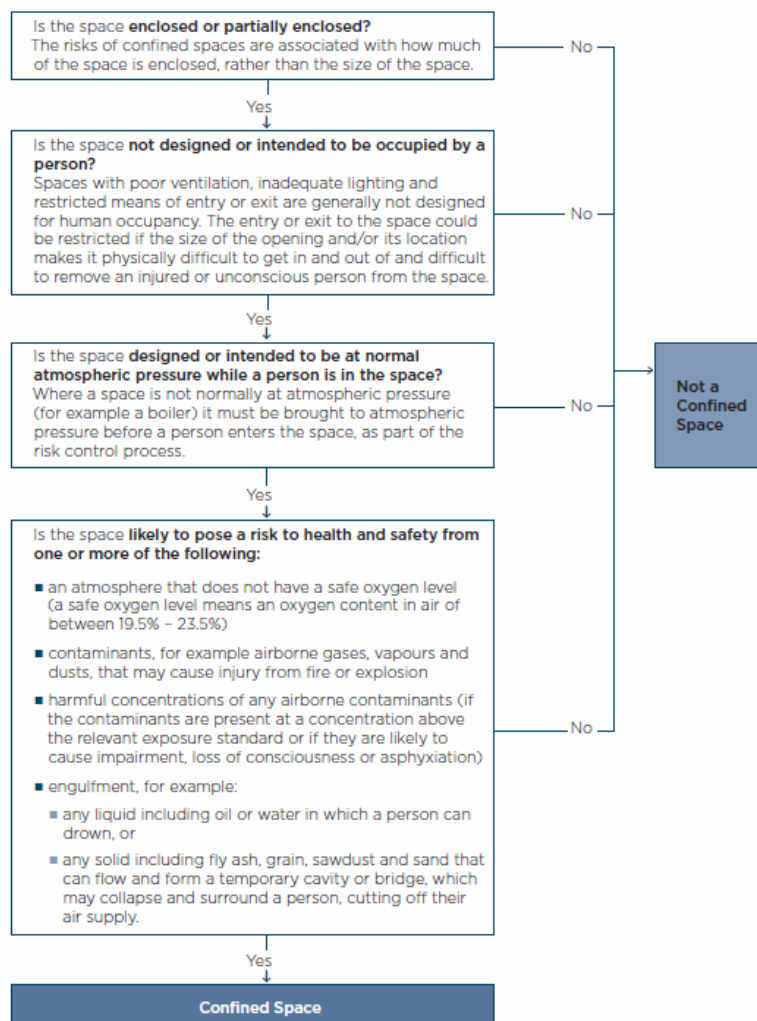 Is the space enclosed or partially enclosed?
The risks of confined spaces are associated with how much
of the space is enclosed, rather than the size of the space.
No
Yes
Is the space not designed or intended to be occupied by a
person?
Spaces with poor ventilation, inadequate lighting and
restricted means of entry or exit are generally not designed
for human occupancy. The entry or exit to the space could
be restricted if the size of the opening and/or its location
makes it physically difficult to get in and out of and difficult
to remove an injured or unconscious person from the space.
No
Yes
Is the space designed or intended to be at normal
atmospheric pressure while a person is in the space?
Where a space is not normally at atmospheric pressure
(for example a boiler) it must be brought to atmospheric
pressure before a person enters the space, as part of the
risk control process.
No
Not a
Confined
Space
Yes
Is the space likely to pose a risk to health and safety from
one or more of the following:
■ an atmosphere that does not have a safe oxygen level
(a safe oxygen level means an oxygen content in air of
between 19.5% – 23.5%)
■ contaminants, for example airborne gases, vapours and
dusts, that may cause injury from fire or explosion
■ harmful concentrations of any airborne contaminants (if
the contaminants are present at a concentration above
the relevant exposure standard or if they are likely to
cause impairment, loss of consciousness or asphyxiation)
■ engulfment, for example:
■ any liquid including oil or water in which a person can
drown, or
■ any solid including fly ash, grain, sawdust and sand that
can flow and form a temporary cavity or bridge, which
may collapse and surround a person, cutting off their
air supply.
No
Yes
Confined Space